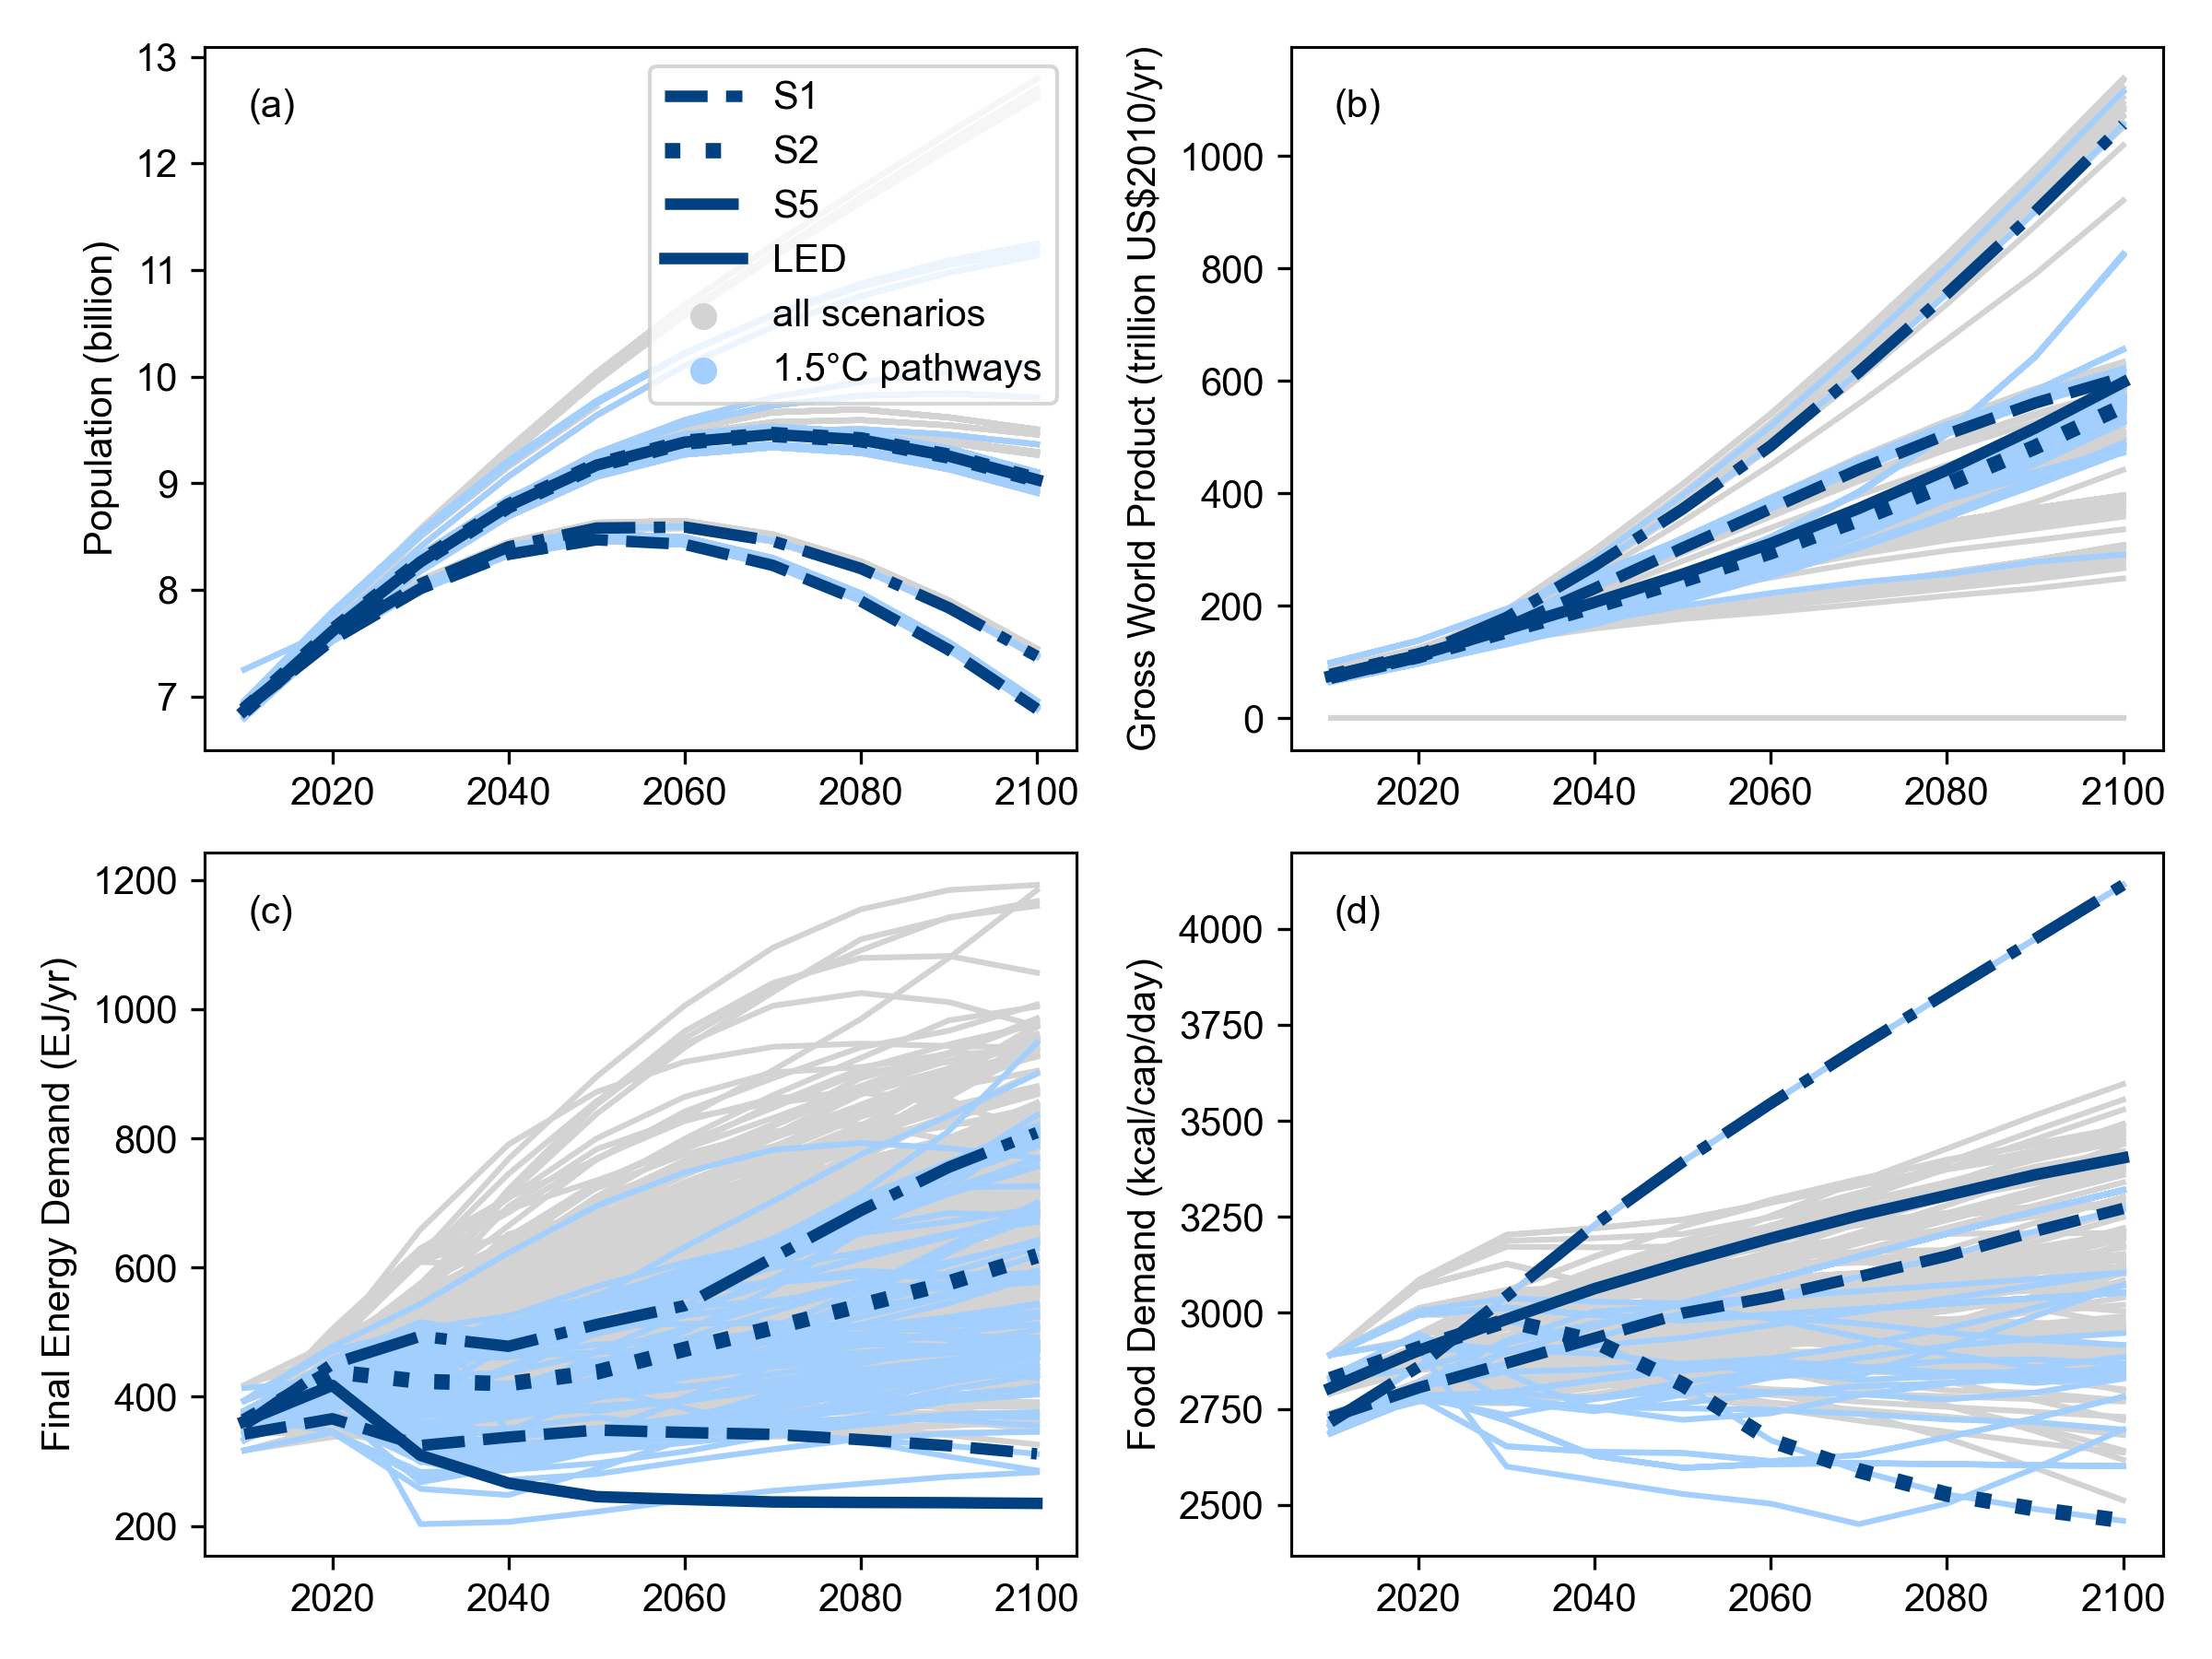 (a)
S1
S2
S5
LED
all scenarios
1.5°C pathways
Population (billion)
13
12
11
10
9
8
7
2020 2040 2060 2080 2100
(b)
Gross World Product (trillion US$2010/yr)
1000
800
600
400
200
0
2020 2040 2060 2080 2100
(c)
Final Energy Demand (EJ/yr)
1200
1000
800
600
400
200
2020 2040 2060 2080 2100
(d)
Food Demand (kcal/cap/day)
4000
3750
3500
3250
3000
2750
2500
2020 2040 2060 2080 2100